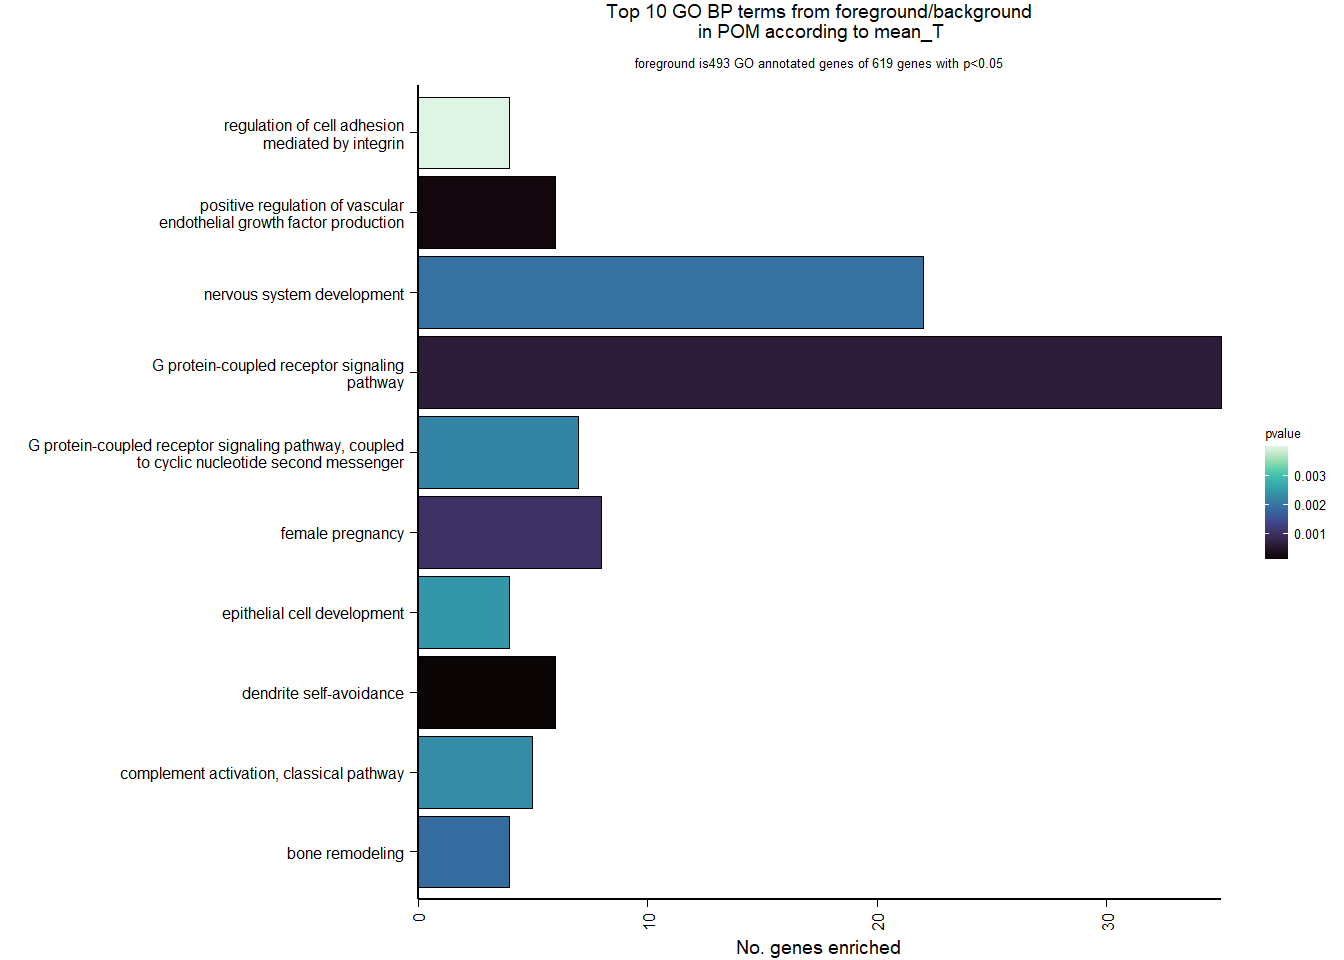 Top 10 GO BP terms from foreground/background
in POM according to mean_T
foreground is493 GO annotated genes of 619 genes with p<0.05
regulation of cell adhesion
mediated by integrin
positive regulation of vascular
endothelial growth factor production
nervous system development
G protein-coupled receptor signaling
pathway
G protein-coupled receptor signaling pathway, coupled
to cyclic nucleotide second messenger
female pregnancy
epithelial cell development
dendrite self-avoidance
complement activation, classical pathway
bone remodeling
0
10
20
30
No. genes enriched
pvalue
0.003
0.002
0.001